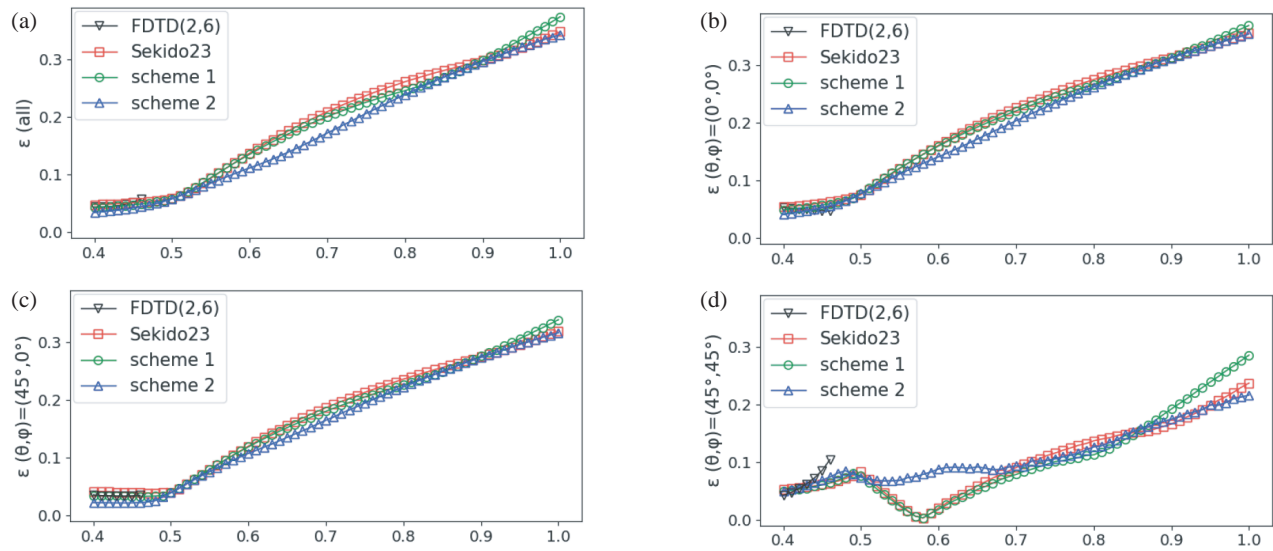 (a)
ε (all)
0.3
0.2
0.1
0.0
FDTD(2,6)
Sekido23
scheme 1
scheme 2
0.4 0.5 0.6 0.7 0.8 0.9 1.0
(b)
ε (θ,φ)=(0°,0°)
0.3
0.2
0.1
0.0
FDTD(2,6)
Sekido23
scheme 1
scheme 2
0.4 0.5 0.6 0.7 0.8 0.9 1.0
(c)
ε (θ,φ)=(45°,0°)
0.3
0.2
0.1
0.0
FDTD(2,6)
Sekido23
scheme 1
scheme 2
0.4 0.5 0.6 0.7 0.8 0.9 1.0
(d)
ε (θ,φ)=(45°,45°)
0.3
0.2
0.1
0.0
FDTD(2,6)
Sekido23
scheme 1
scheme 2
0.4 0.5 0.6 0.7 0.8 0.9 1.0